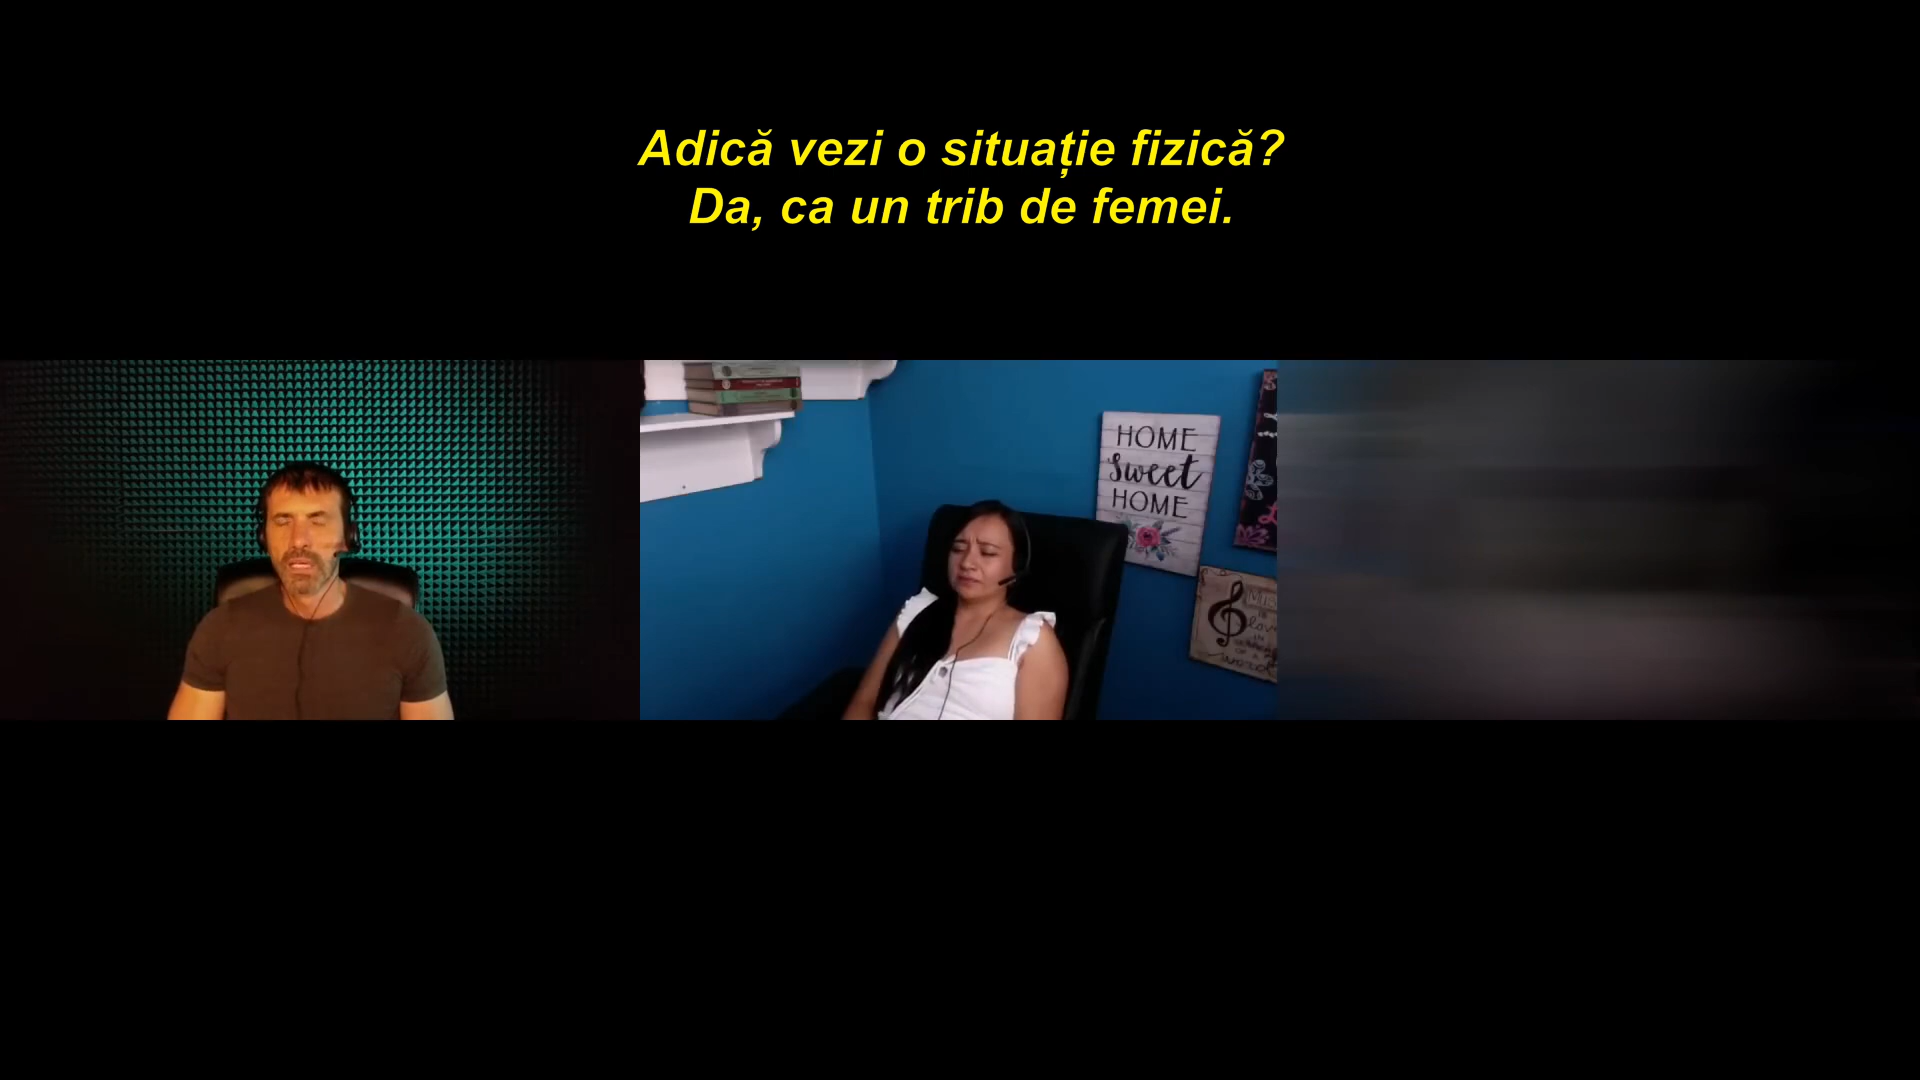 Adică vezi o situație fizică?
Da, ca un trib de femei.
HOME
Sweet
HOME